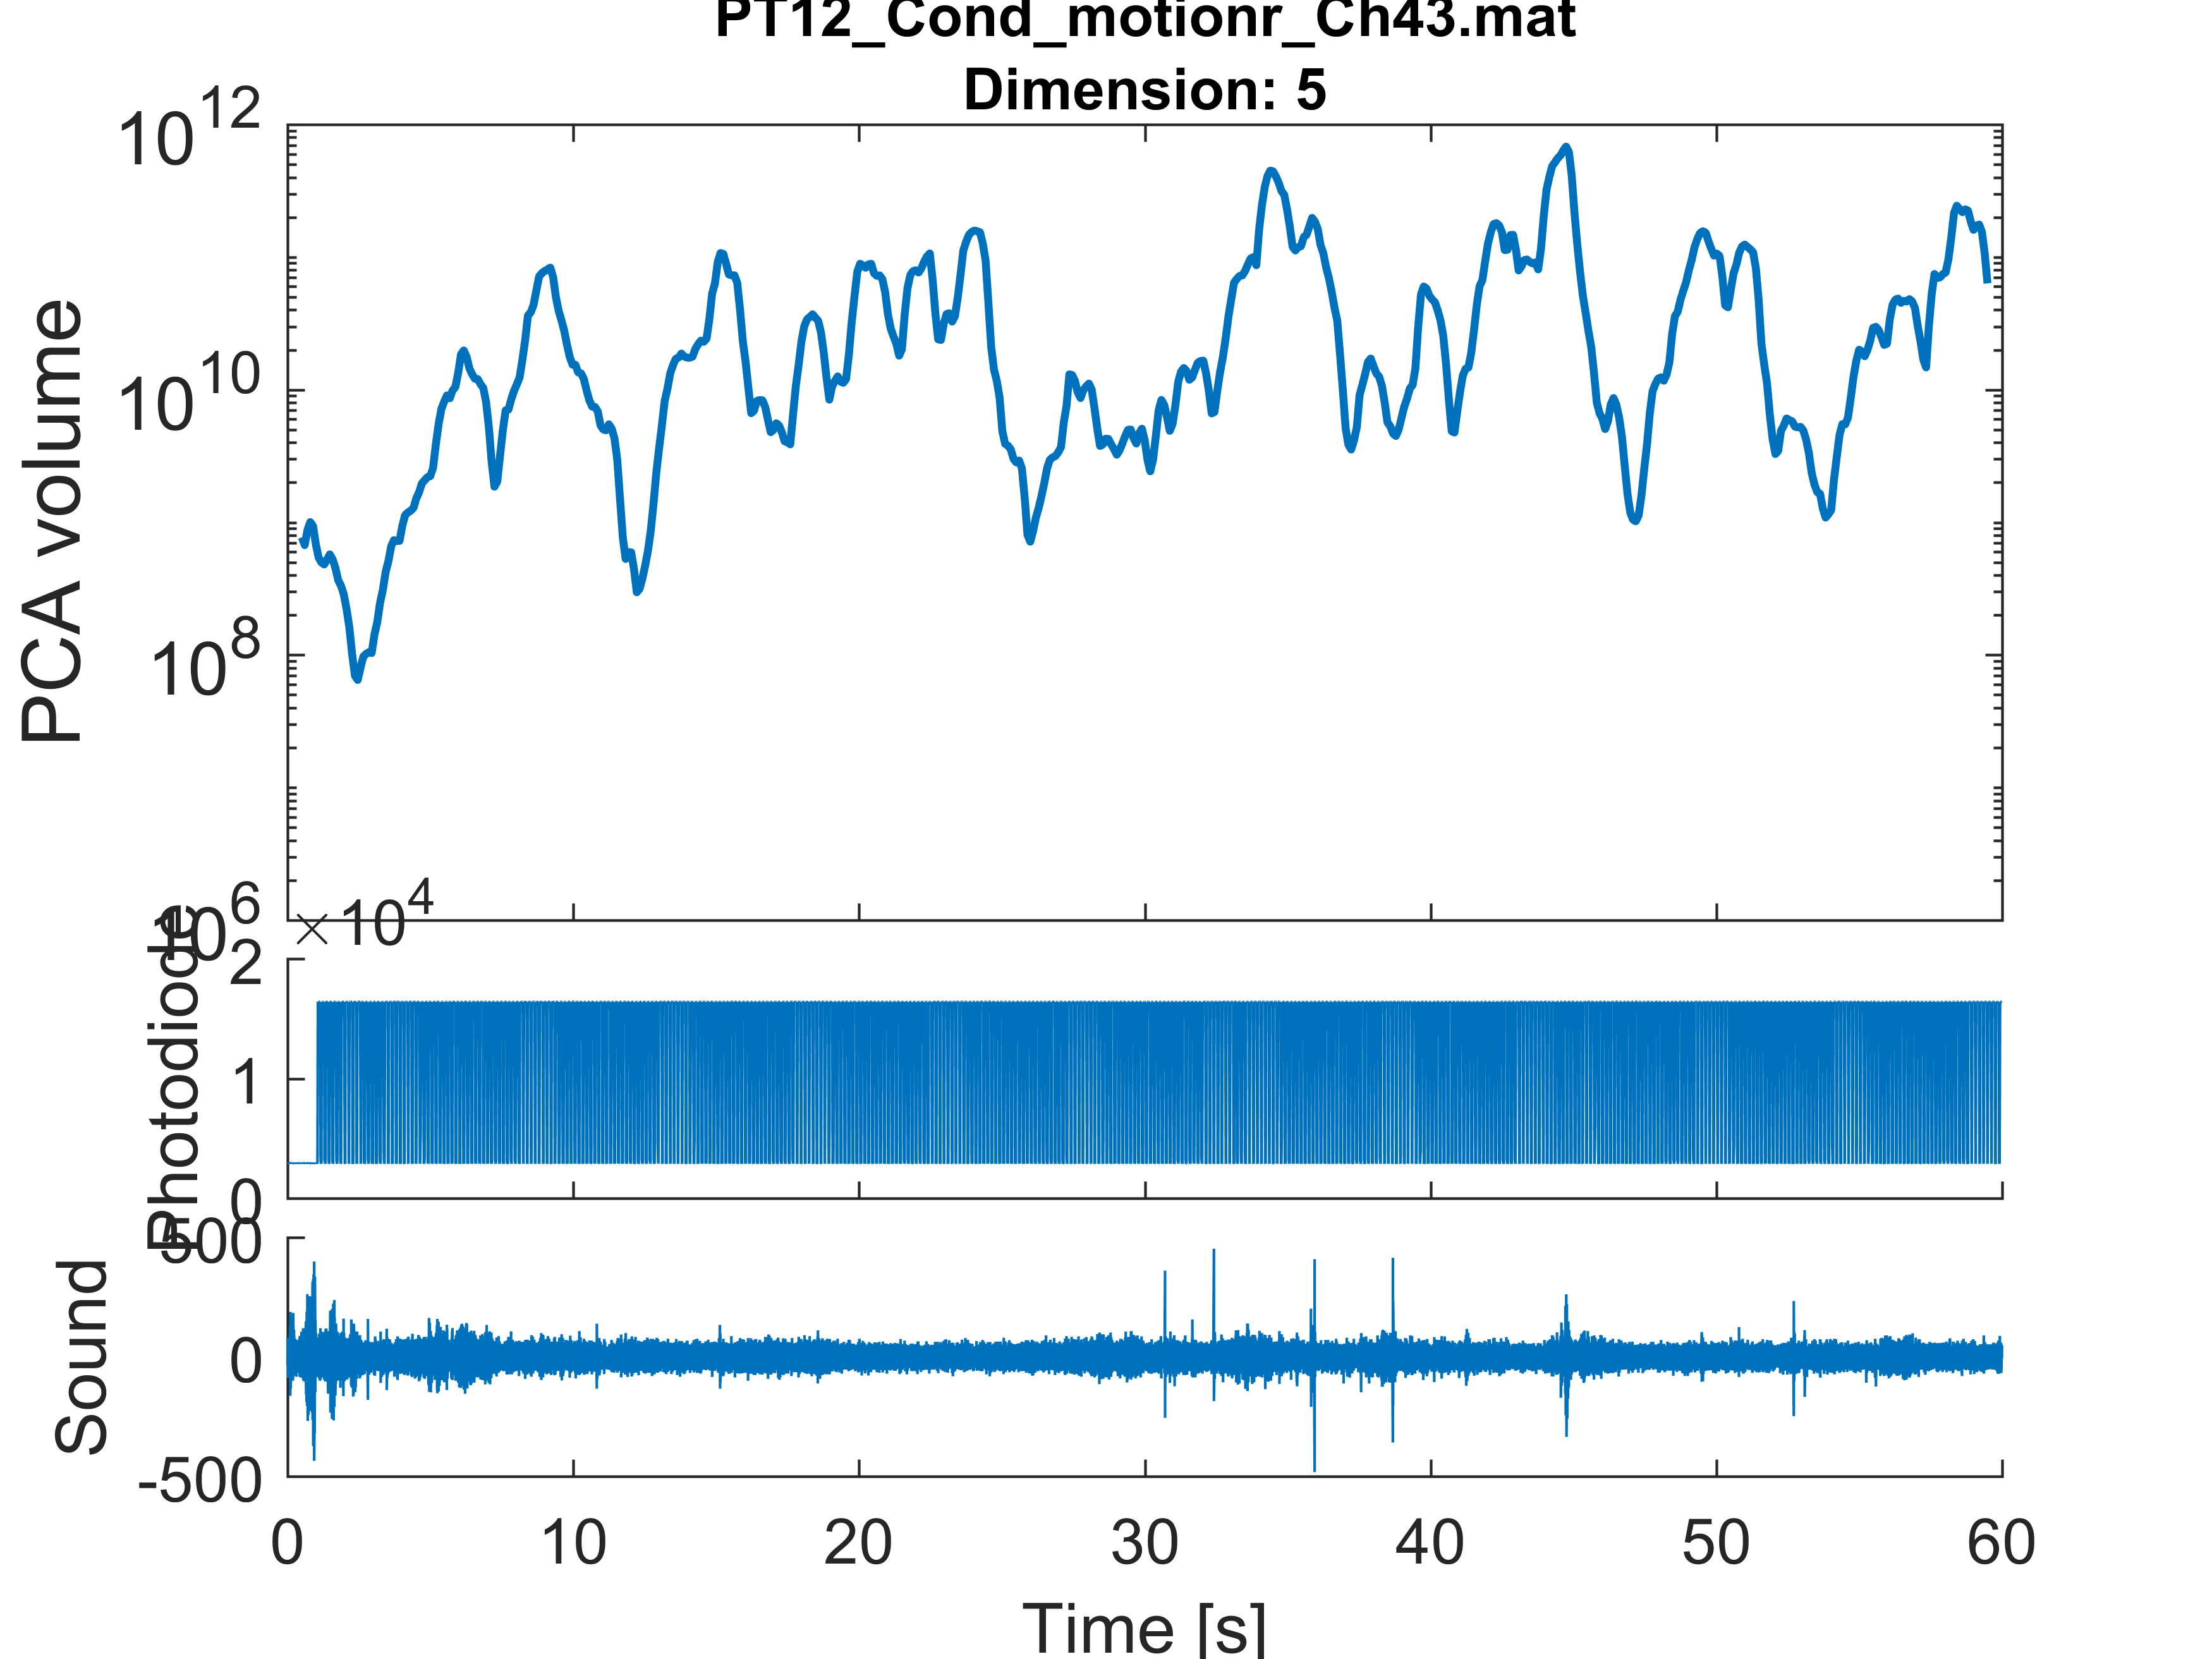 PT12_Cond_motionr_Ch43.mat
Dimension: 5
PCA volume
10^12
10^10
10^8
10^6
× 10^4
Photodiode
2
1
0
Sound
500
0
-500
0 10 20 30 40 50 60
Time [s]